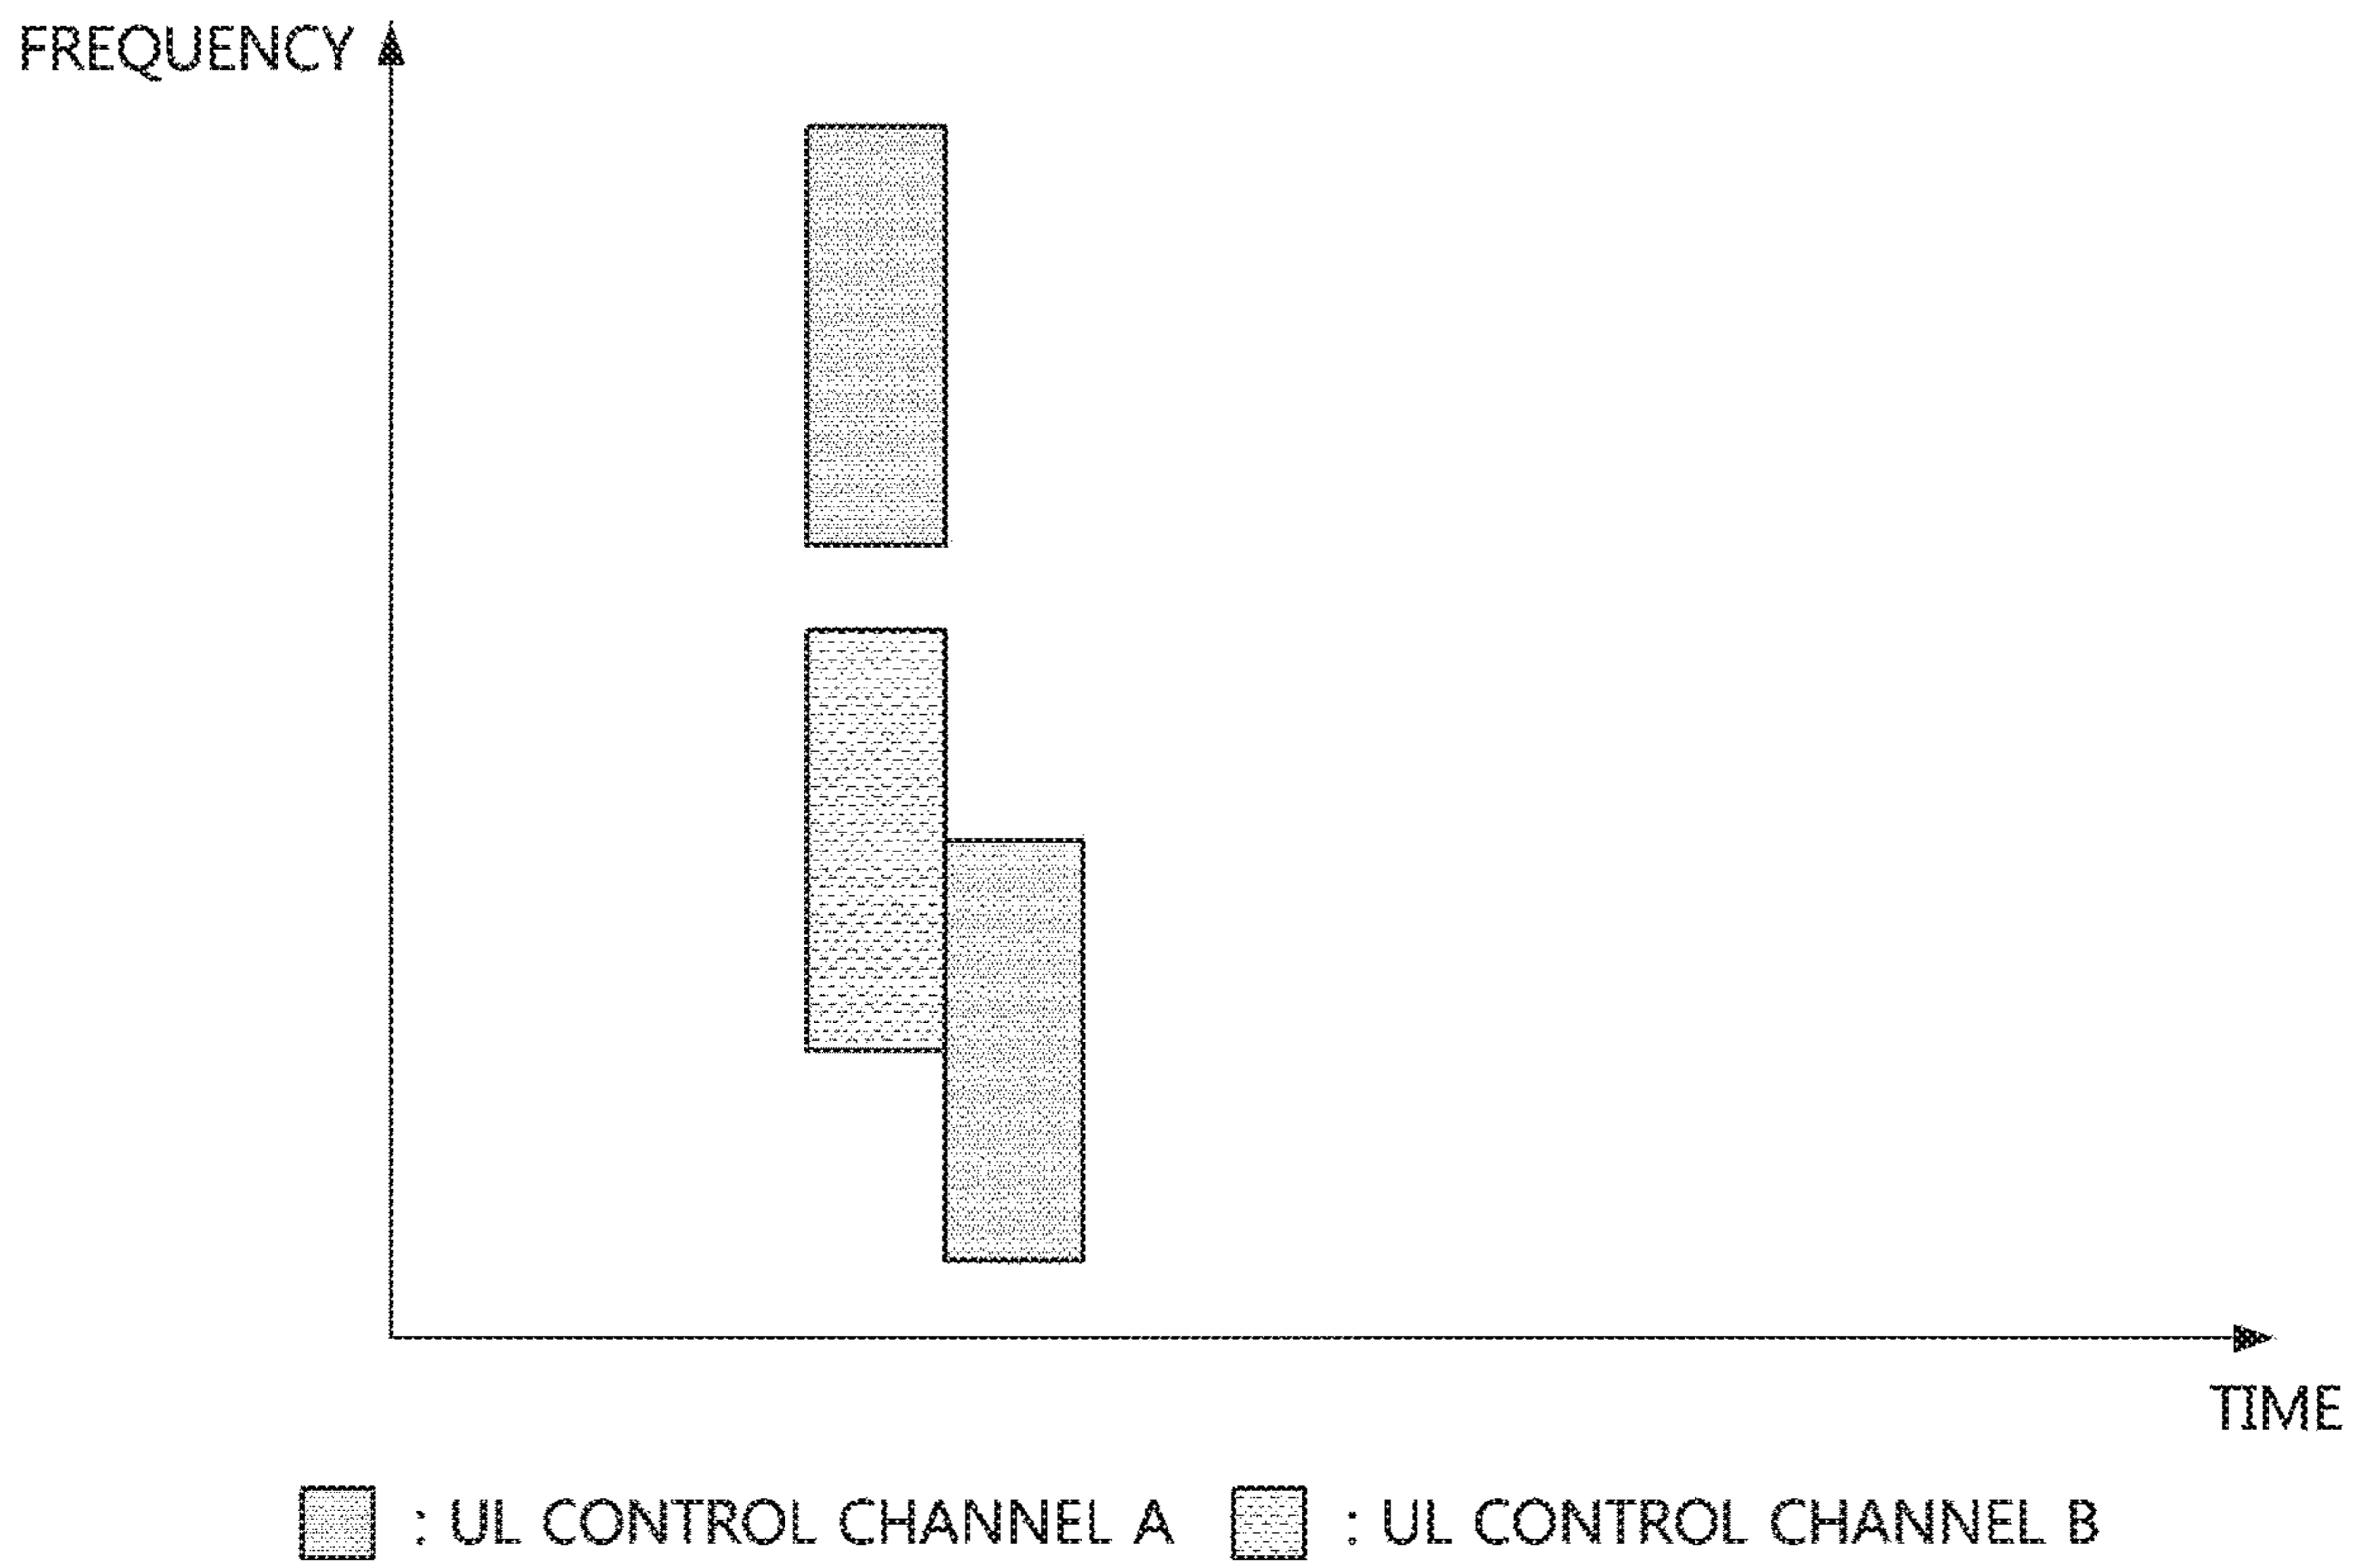 FREQUENCY
TIME
: UL CONTROL CHANNEL A : UL CONTROL CHANNEL B